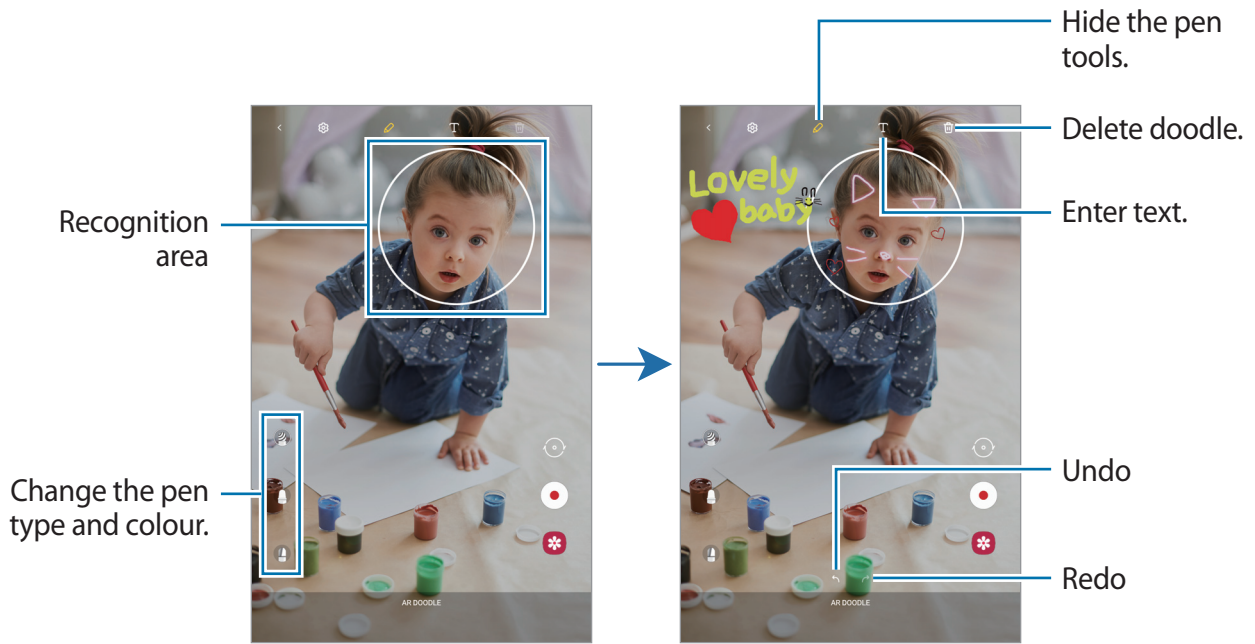 Hide the pen
tools.
Delete doodle.
T
T
Lovely
baby
Enter text.
Recognition
area
Change the pen
type and colour.
Undo
Redo
AR DOODLE
AR DOODLE